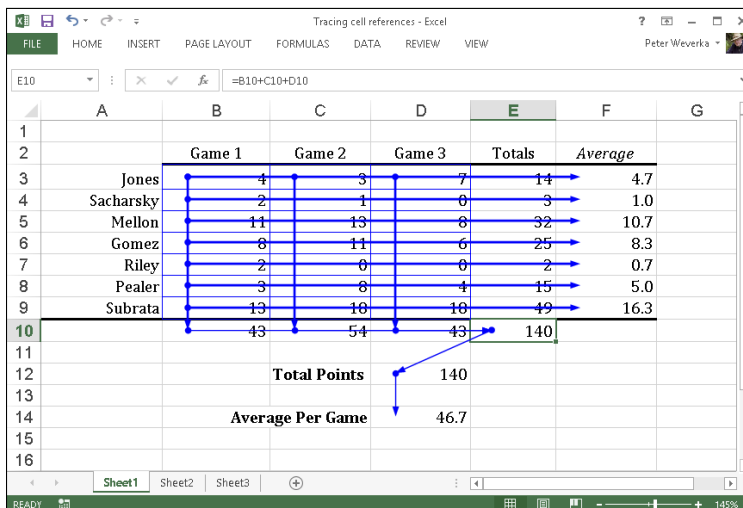 Tracing cell references - Excel
? X
FILE HOME INSERT PAGE LAYOUT FORMULAS DATA REVIEW VIEW Peter Weverka
E10 fx =B10+C10+D10
A B C D E F G
1
2 Game 1 Game 2 Game 3 Totals Average
3 Jones 4 3 7 14 4.7
4 Sacharsky 2 1 0 3 1.0
5 Mellon 11 13 8 32 10.7
6 Gomez 8 11 6 25 8.3
7 Riley 2 0 0 2 0.7
8 Pealer 3 8 4 15 5.0
9 Subrata 13 18 18 49 16.3
10 43 54 43 140
11
12 Total Points 140
13
14 Average Per Game 46.7
15
16
Sheet1 Sheet2 Sheet3
READY 145%